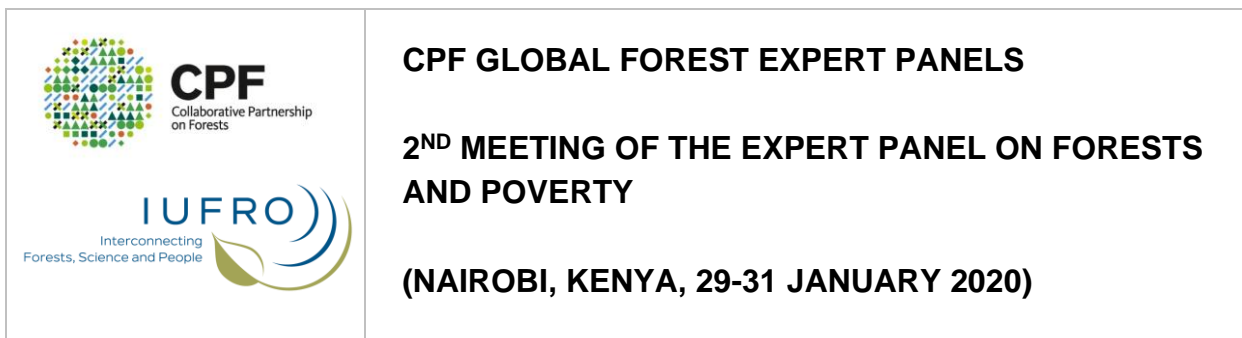 CPF
Collaborative Partnership
on Forests
IUFRO
Interconnecting
Forests, Science and People
CPF GLOBAL FOREST EXPERT PANELS
2ND MEETING OF THE EXPERT PANEL ON FORESTS
AND POVERTY
(NAIROBI, KENYA, 29-31 JANUARY 2020)